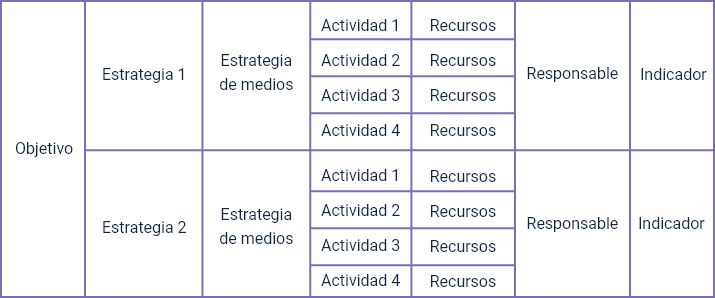 Objetivo
Estrategia 1
Estrategia
de medios
Actividad 1
Recursos
Actividad 2
Recursos
Actividad 3
Recursos
Actividad 4
Recursos
Responsable
Indicador
Estrategia 2
Estrategia
de medios
Actividad 1
Recursos
Actividad 2
Recursos
Actividad 3
Recursos
Actividad 4
Recursos
Responsable
Indicador